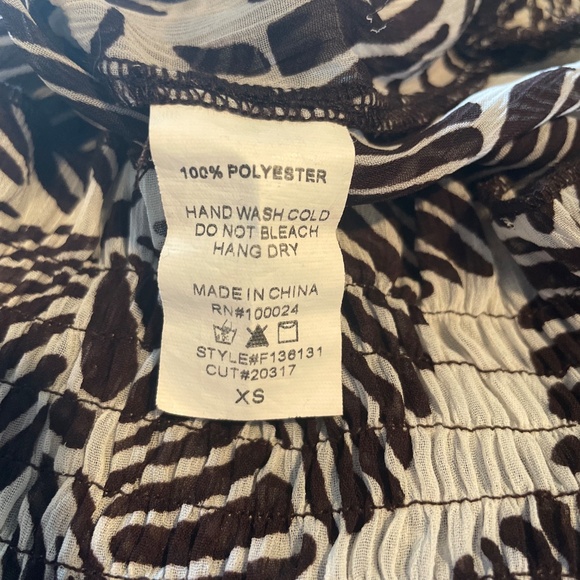 100% POLYESTER
HAND WASH COLD
DO NOT BLEACH
HANG DRY
MADE IN CHINA
RN#100024
STYLE#F136131
CUT#20317
XS